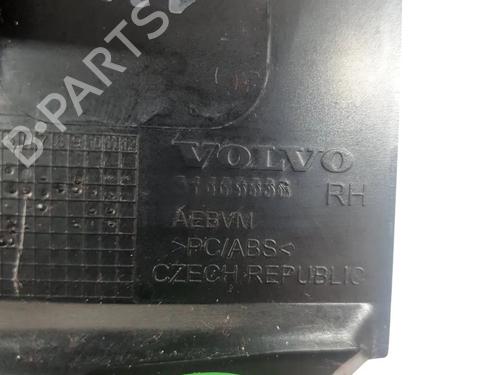 B-PARTS
VOLVO
RH
AEBVM
>PC/ABS<
CZECH REPUBLIC